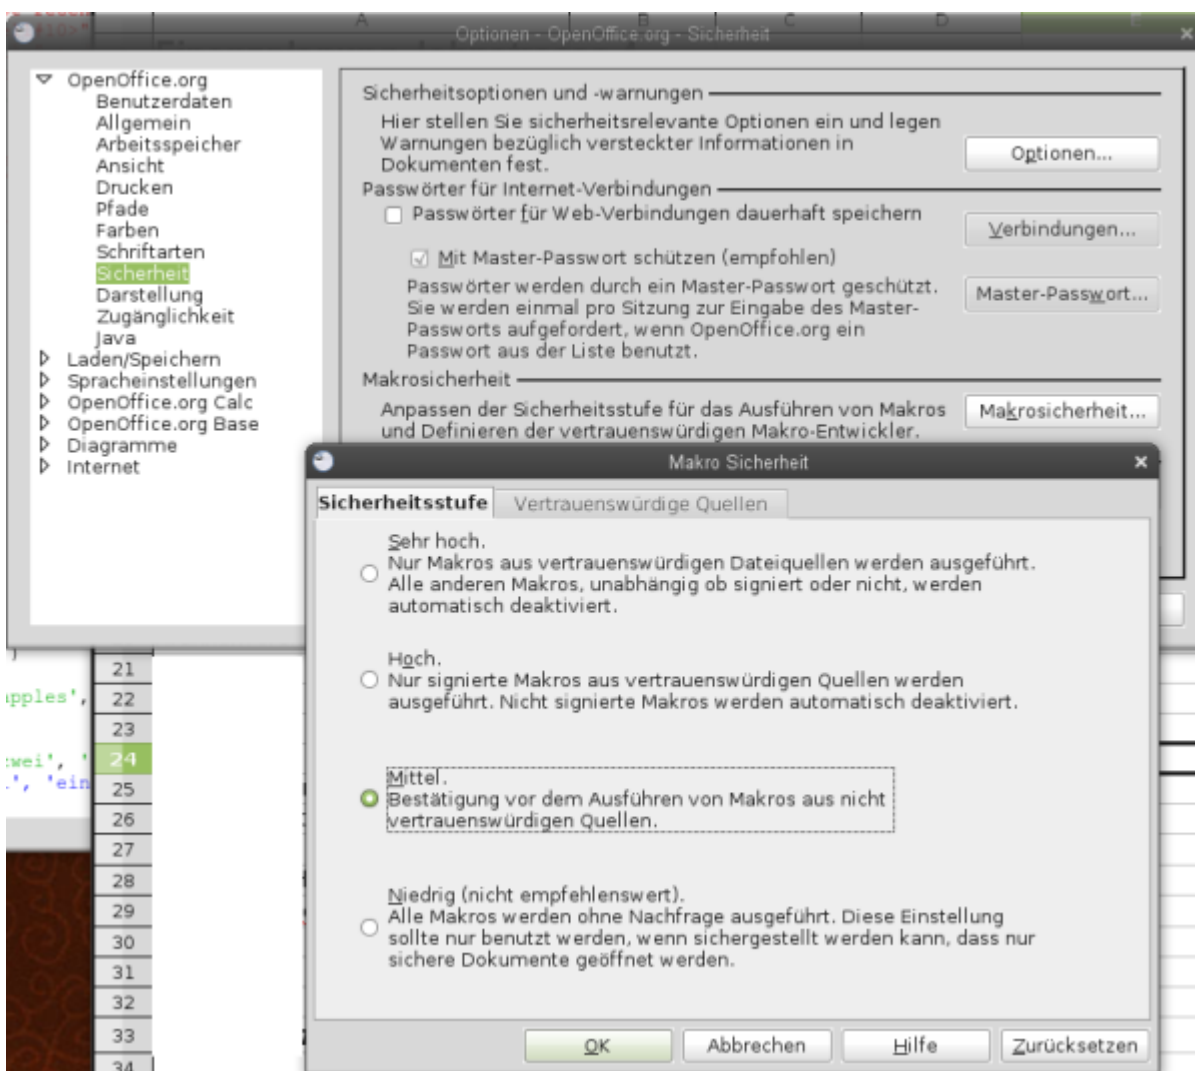 A B C D E
Optionen - OpenOffice.org - Sicherheit
OpenOffice.org
Benutzerdaten
Allgemein
Arbeitsspeicher
Ansicht
Drucken
Pfade
Farben
Schriftarten
Sicherheit
Darstellung
Zugänglichkeit
Java
Laden/Speichern
Spracheinstellungen
OpenOffice.org Calc
OpenOffice.org Base
Diagramme
Internet
Sicherheitsoptionen und -warnungen
Hier stellen Sie sicherheitsrelevante Optionen ein und legen
Warnungen bezüglich versteckter Informationen in
Dokumenten fest.
Optionen...
Passwörter für Internet-Verbindungen
Passwörter für Web-Verbindungen dauerhaft speichern
Verbindungen...
Mit Master-Passwort schützen (empfohlen)
Passwörter werden durch ein Master-Passwort geschützt.
Sie werden einmal pro Sitzung zur Eingabe des Master-
Passworts aufgefordert, wenn OpenOffice.org ein
Passwort aus der Liste benutzt.
Master-Passwort...
Makrosicherheit
Anpassen der Sicherheitsstufe für das Ausführen von Makros
und Definieren der vertrauenswürdigen Makro-Entwickler.
Makrosicherheit...
Makro Sicherheit
Sicherheitsstufe
Vertrauenswürdige Quellen
Sehr hoch.
Nur Makros aus vertrauenswürdigen Dateiquellen werden ausgeführt.
Alle anderen Makros, unabhängig ob signiert oder nicht, werden
automatisch deaktiviert.
Hoch.
Nur signierte Makros aus vertrauenswürdigen Quellen werden
ausgeführt. Nicht signierte Makros werden automatisch deaktiviert.
Mittel.
Bestätigung vor dem Ausführen von Makros aus nicht
vertrauenswürdigen Quellen.
Niedrig (nicht empfehlenswert).
Alle Makros werden ohne Nachfrage ausgeführt. Diese Einstellung
sollte nur benutzt werden, wenn sichergestellt werden kann, dass nur
sichere Dokumente geöffnet werden.
OK
Abbrechen
Hilfe
Zurücksetzen
pples',
zwei', '
', 'ein
21
22
23
24
25
26
27
28
29
30
31
32
33
34